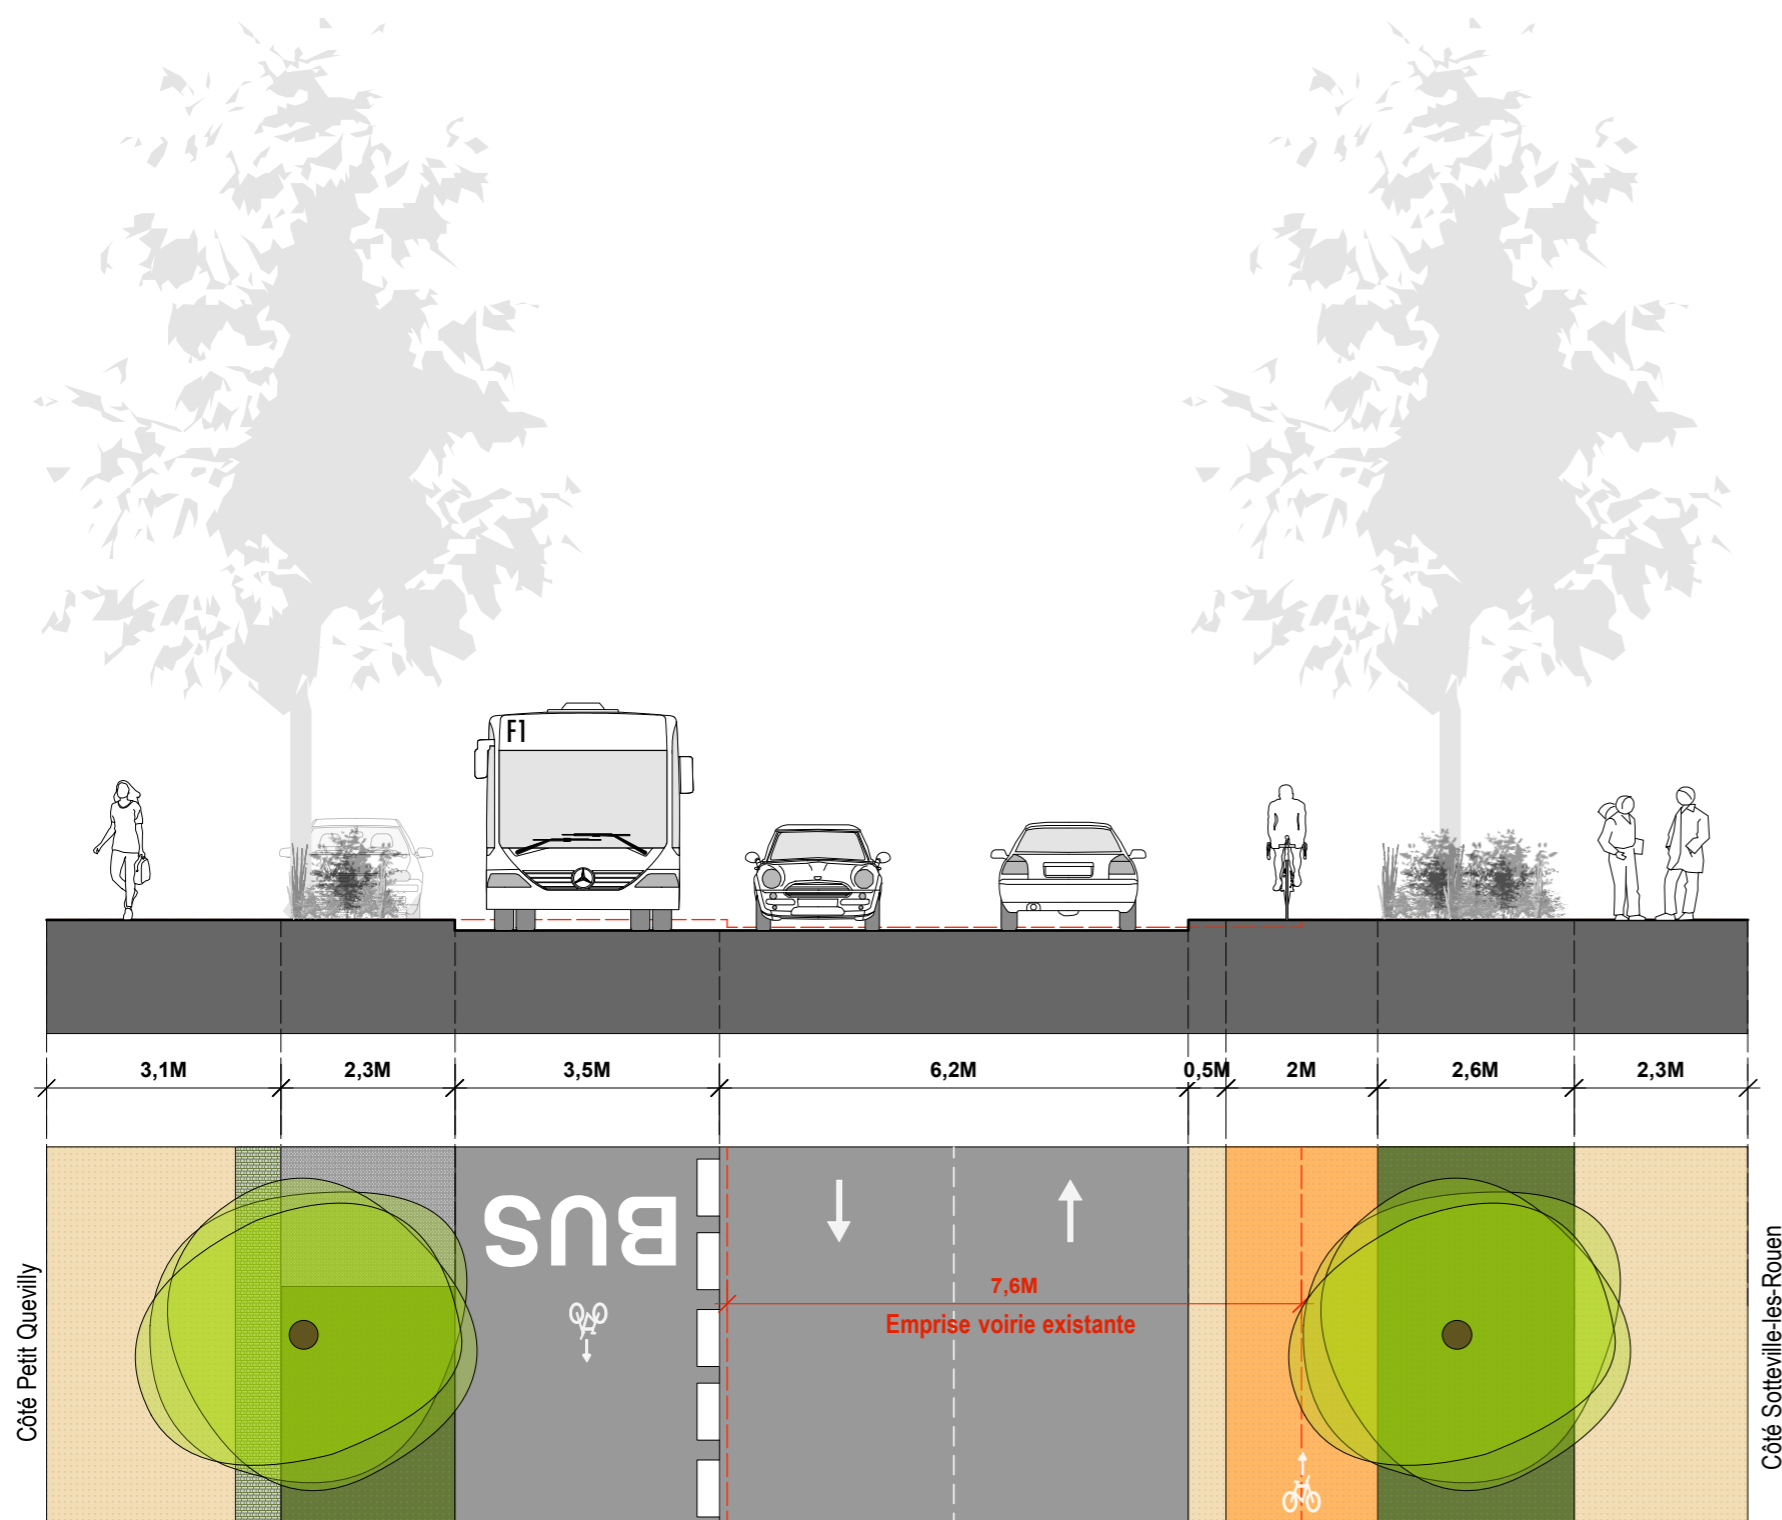 F1
3,1M
2,3M
3,5M
6,2M
0,5M
2M
2,6M
2,3M
BUS
7,6M
Emprise voirie existante
Côté Petit Quevilly
Côté Sotteville-les-Rouen